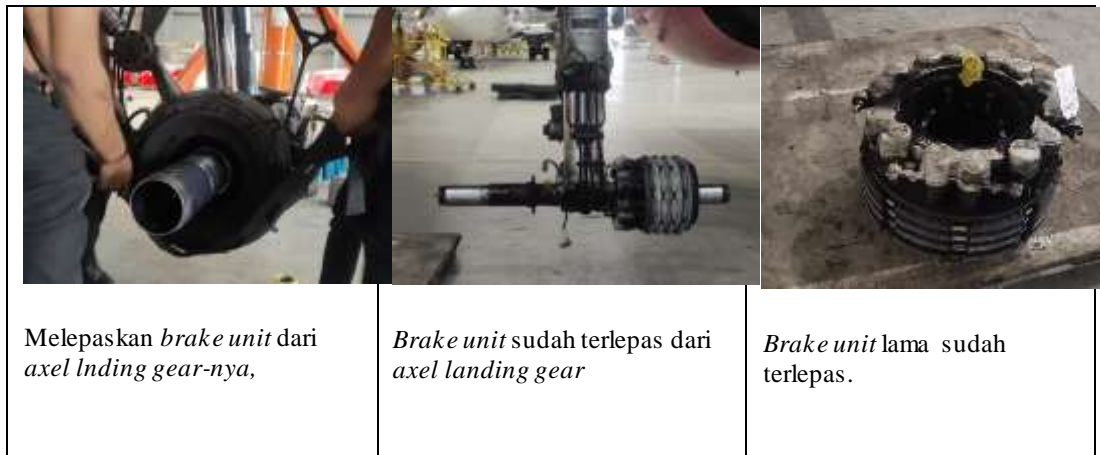 Melepaskan brake unit dari
axel lnding gear-nya,
Brake unit sudah terlepas dari
axel landing gear
Brake unit lama sudah
terlepas.